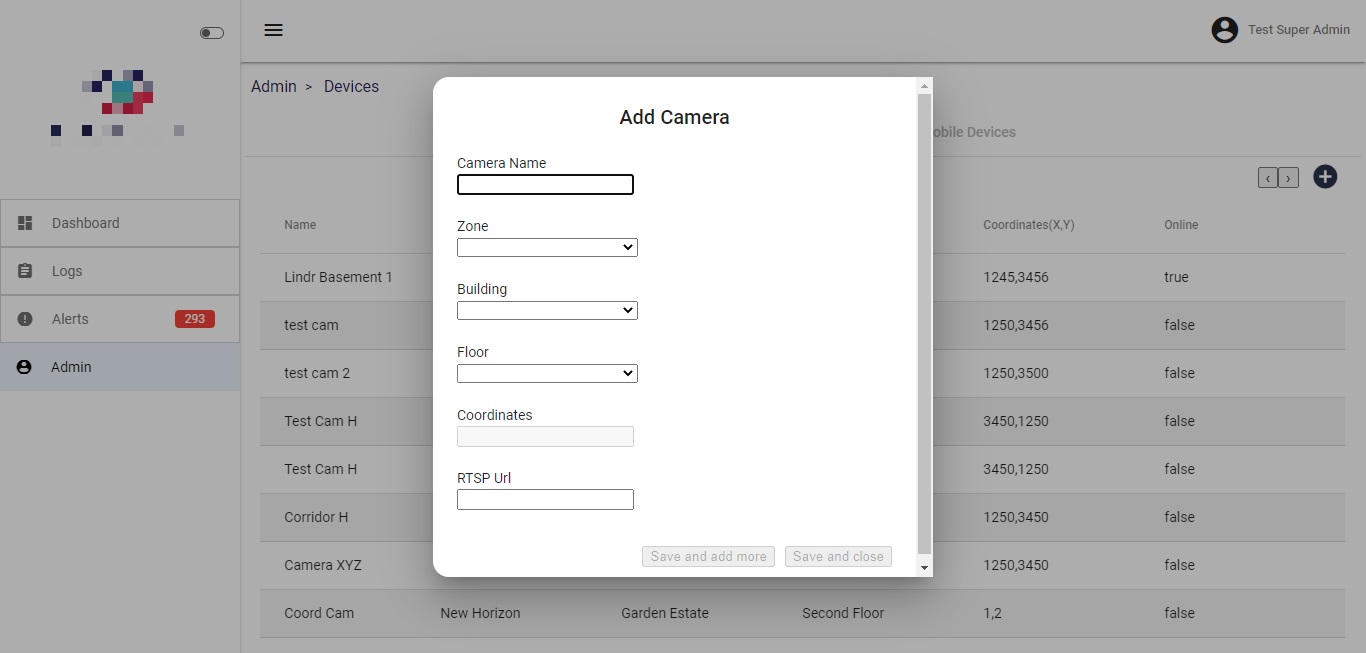 Test Super Admin
Admin > Devices
Add Camera
obile Devices
Camera Name
‹ ›
Dashboard
Zone
Name
Coordinates(X,Y) Online
Logs
Lindr Basement 1 1245,3456 true
Building
Alerts 293
test cam 1250,3456 false
Floor
Admin
test cam 2 1250,3500 false
Coordinates
Test Cam H 3450,1250 false
RTSP Url
Test Cam H 3450,1250 false
Corridor H 1250,3450 false
Save and add more Save and close
Camera XYZ 1250,3450 false
Coord Cam New Horizon Garden Estate Second Floor 1,2 false